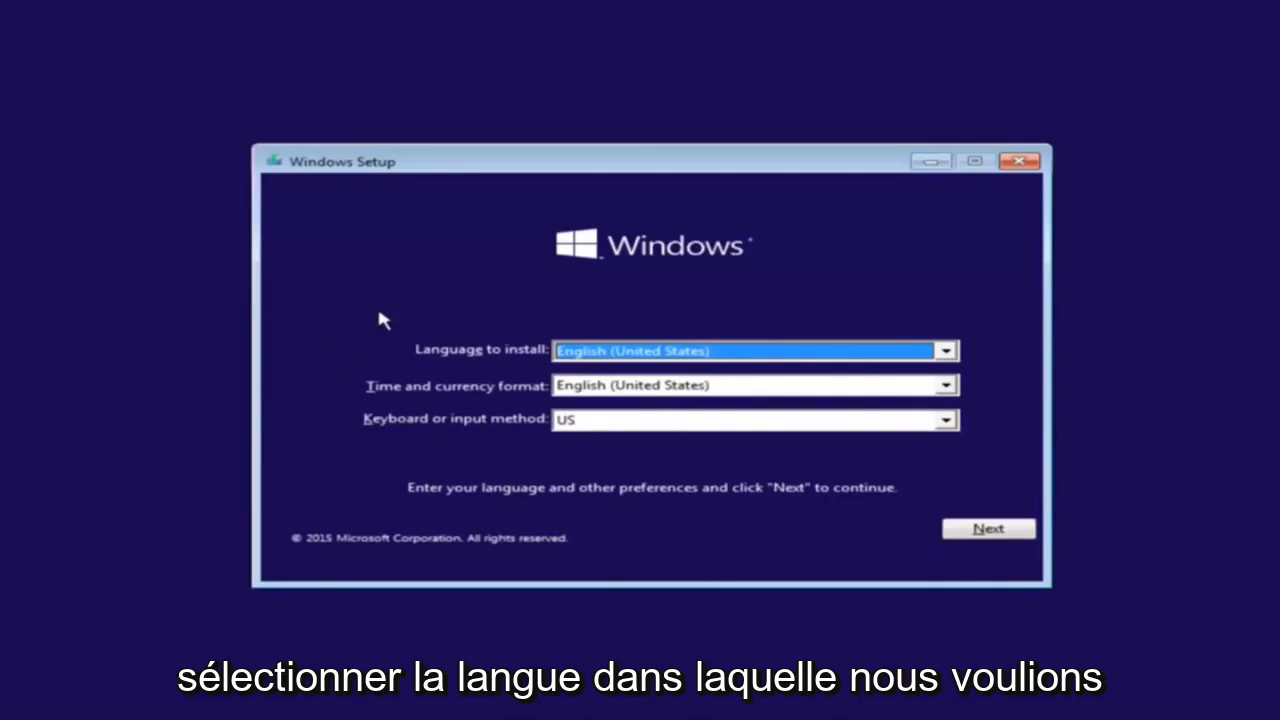 Windows Setup
Windows
Language to install: English (United States)
Time and currency format: English (United States)
Keyboard or input method: US
Enter your language and other preferences and click "Next" to continue.
© 2015 Microsoft Corporation. All rights reserved.
Next
sélectionner la langue dans laquelle nous voulions